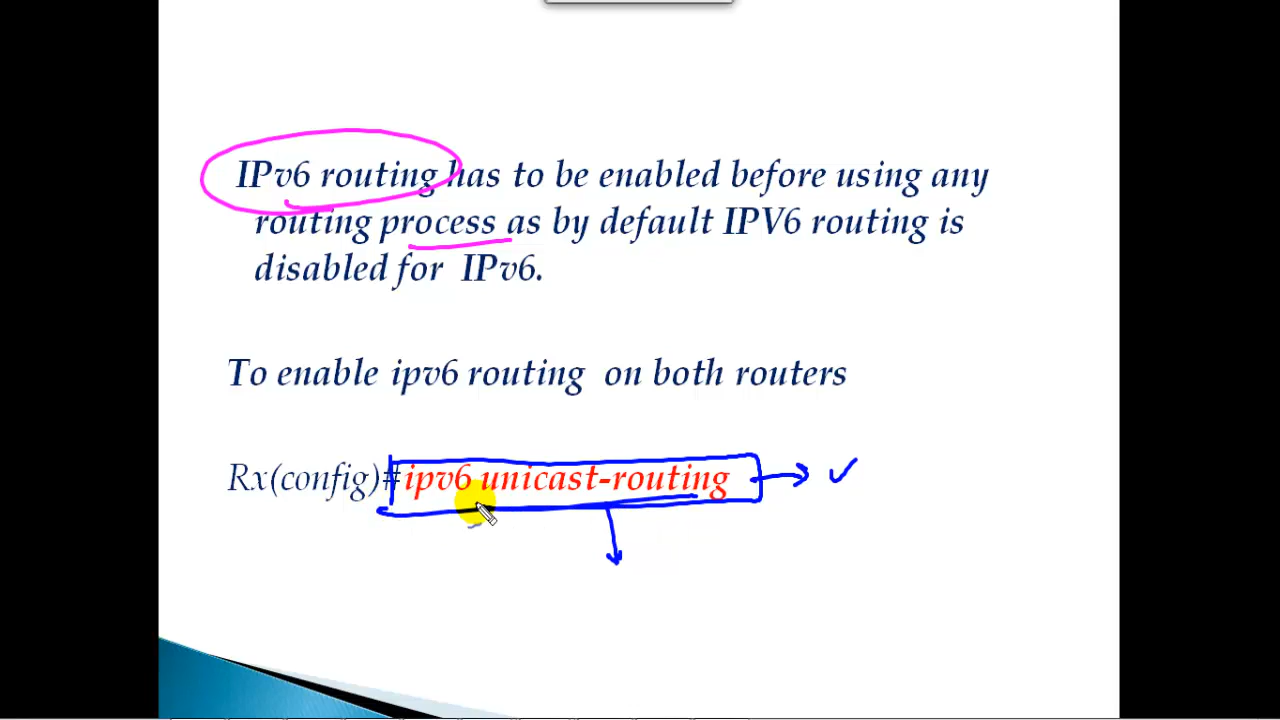 IPv6 routing has to be enabled before using any
routing process as by default IPV6 routing is
disabled for IPv6.
To enable ipv6 routing on both routers
Rx(config)#ipv6 unicast-routing